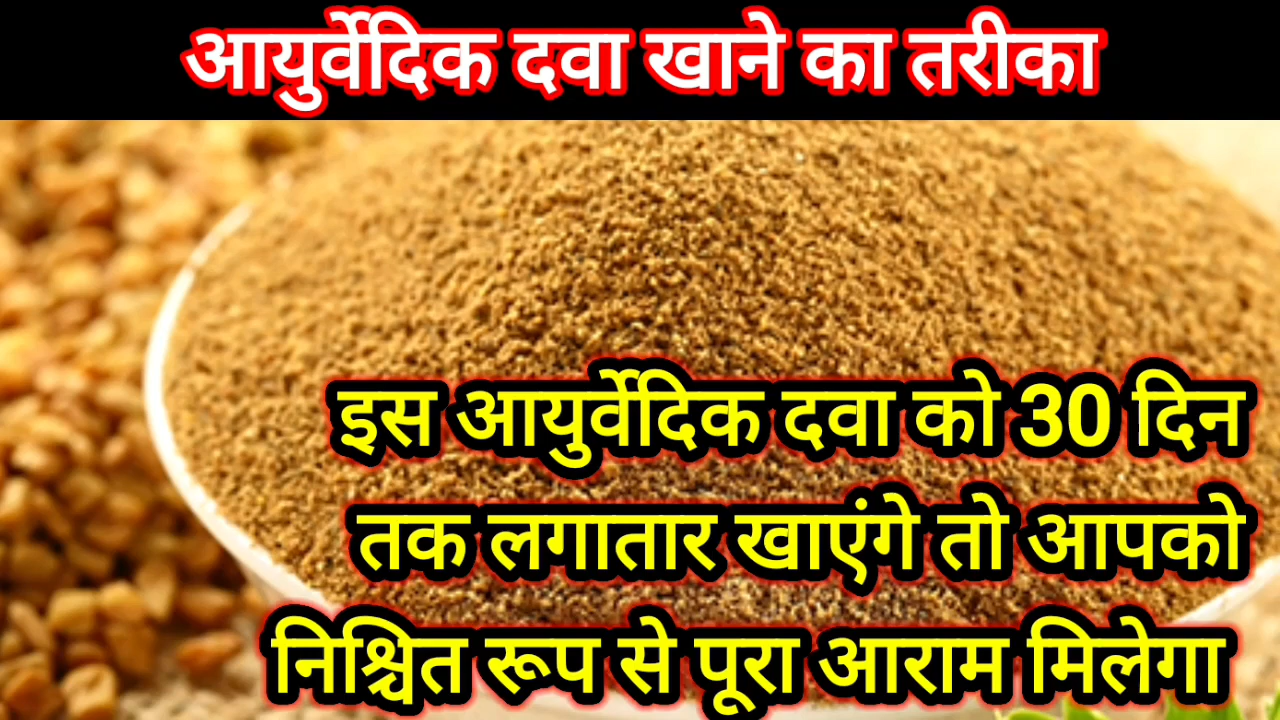 आयुर्वेदिक दवा खाने का तरीका
इस आयुर्वेदिक दवा को 30 दिन
तक लगातार खाएंगे तो आपको
निश्चित रूप से पूरा आराम मिलेगा